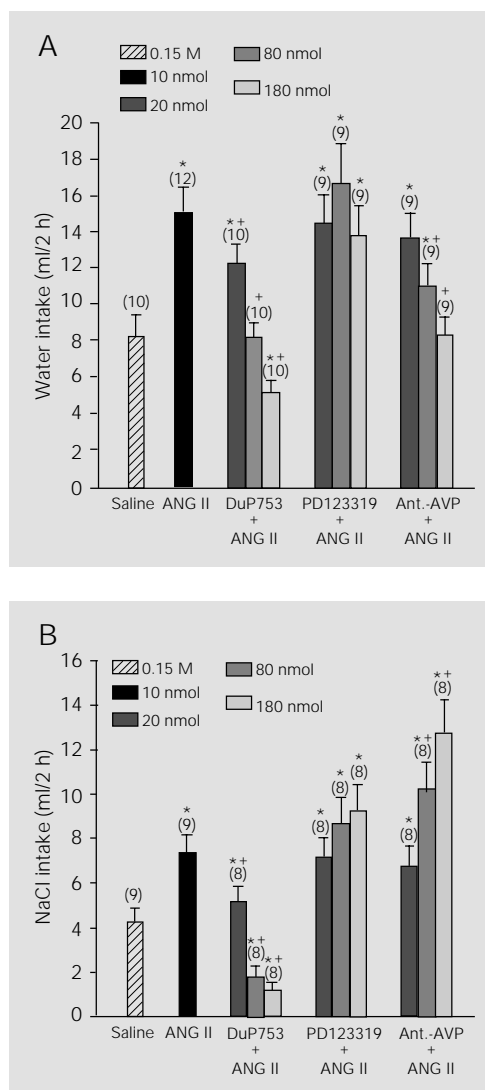 A
0.15 M
80 nmol
10 nmol
180 nmol
20 nmol
Water intake (ml/2 h)
20
18
16
14
12
10
8
6
4
2
0
(10)
*
(12)
*+
(10)
+
(10)
*+
(10)
*
(9)
*
(9)
*
(9)
*
(9)
*+
(9)
+
(9)
Saline
ANG II
DuP753
+
ANG II
PD123319
+
ANG II
Ant.-AVP
+
ANG II
B
0.15 M
80 nmol
10 nmol
180 nmol
20 nmol
NaCl intake (ml/2 h)
16
14
12
10
8
6
4
2
0
(9)
*
(9)
*+
(8)
*+
(8)
*+
(8)
*
(8)
*
(8)
*
(8)
*
(8)
*+
(8)
*+
(8)
Saline
ANG II
DuP753
+
ANG II
PD123319
+
ANG II
Ant.-AVP
+
ANG II